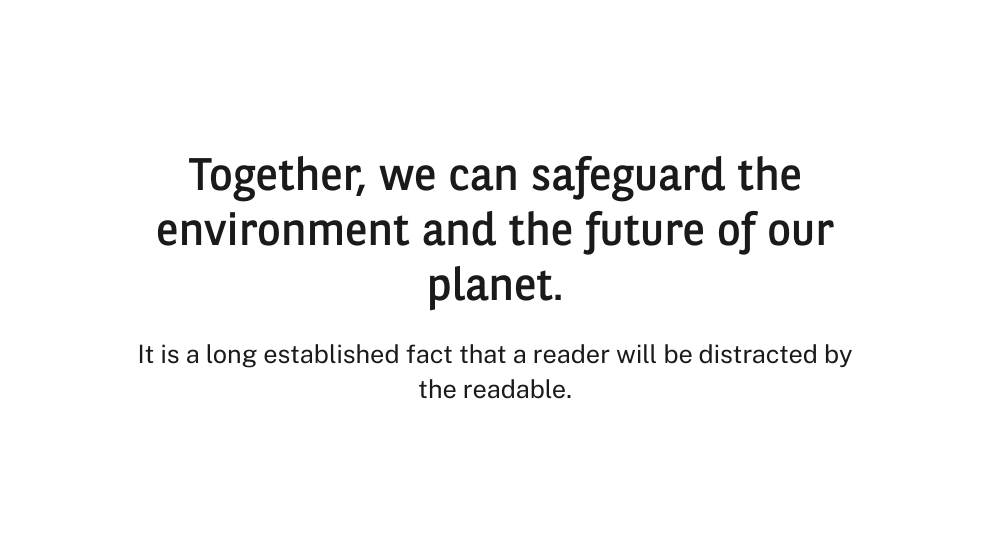 Together, we can safeguard the
environment and the future of our
planet.
It is a long established fact that a reader will be distracted by
the readable.